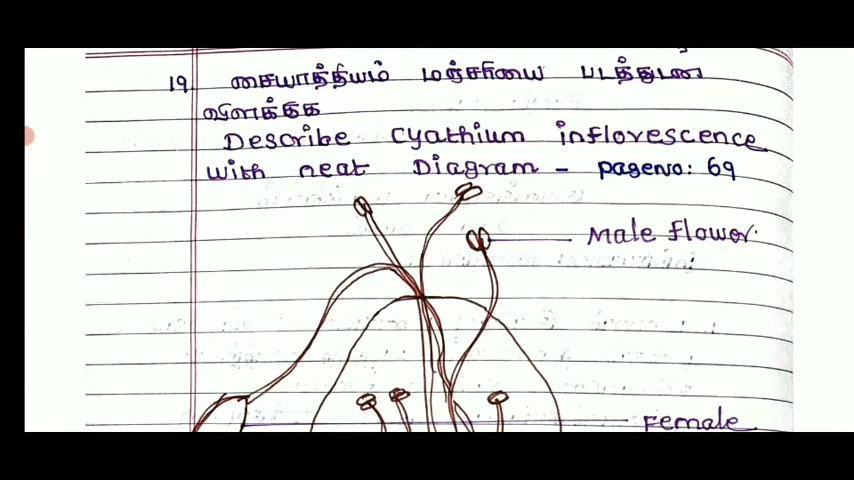 19. சையாத்தியம் மஞ்சரியை படத்துடன்
விளக்குக
Describe Cyathium inflorescence
with neat Diagram - pageno: 69
Male flower.
Female